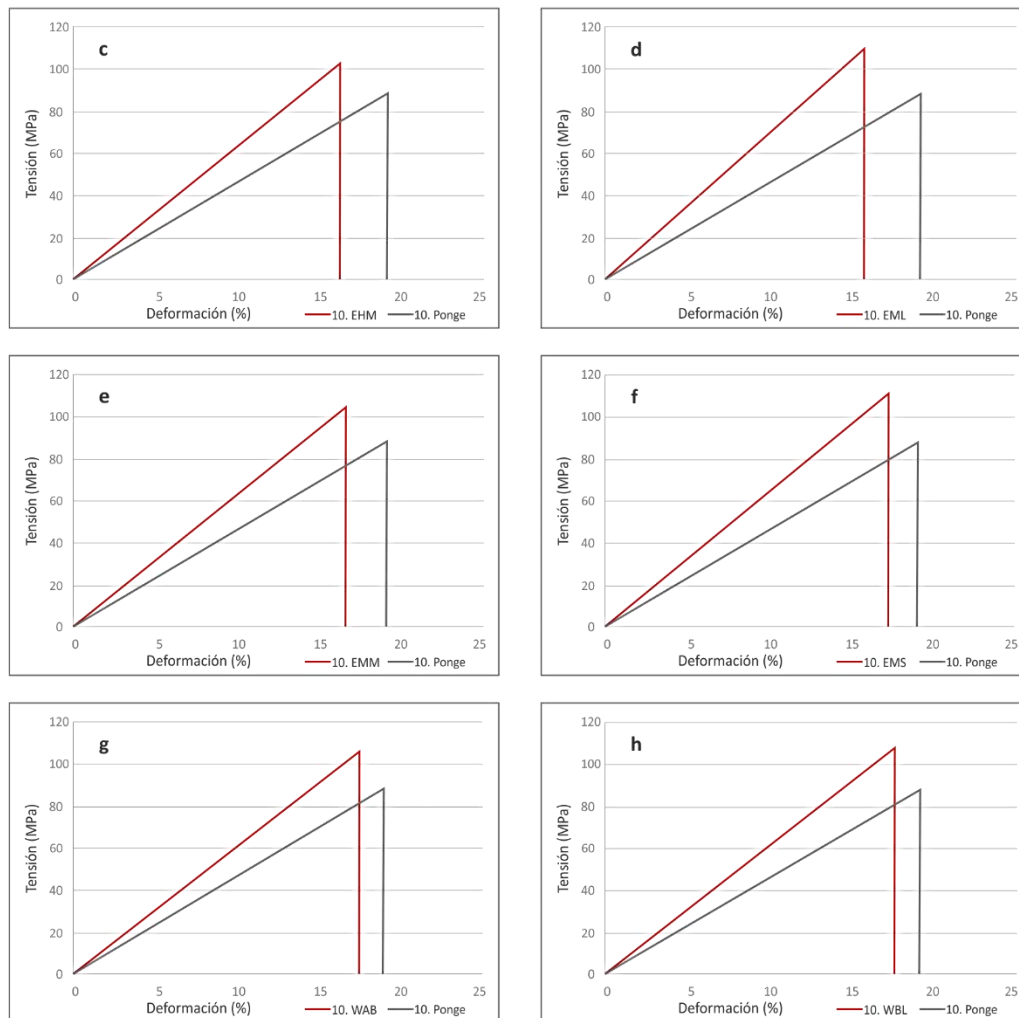 c
120
100
80
60
40
20
0
Tensión (MPa)
0 5 10 15 20 25
Deformación (%)
10. EHM 10. Ponge
d
120
100
80
60
40
20
0
Tensión (MPa)
0 5 10 15 20 25
Deformación (%)
10. EML 10. Ponge
e
120
100
80
60
40
20
0
Tensión (MPa)
0 5 10 15 20 25
Deformación (%)
10. EMM 10. Ponge
f
120
100
80
60
40
20
0
Tensión (MPa)
0 5 10 15 20 25
Deformación (%)
10. EMS 10. Ponge
g
120
100
80
60
40
20
0
Tensión (MPa)
0 5 10 15 20 25
Deformación (%)
10. WAB 10. Ponge
h
120
100
80
60
40
20
0
Tensión (MPa)
0 5 10 15 20 25
Deformación (%)
10. WBL 10. Ponge